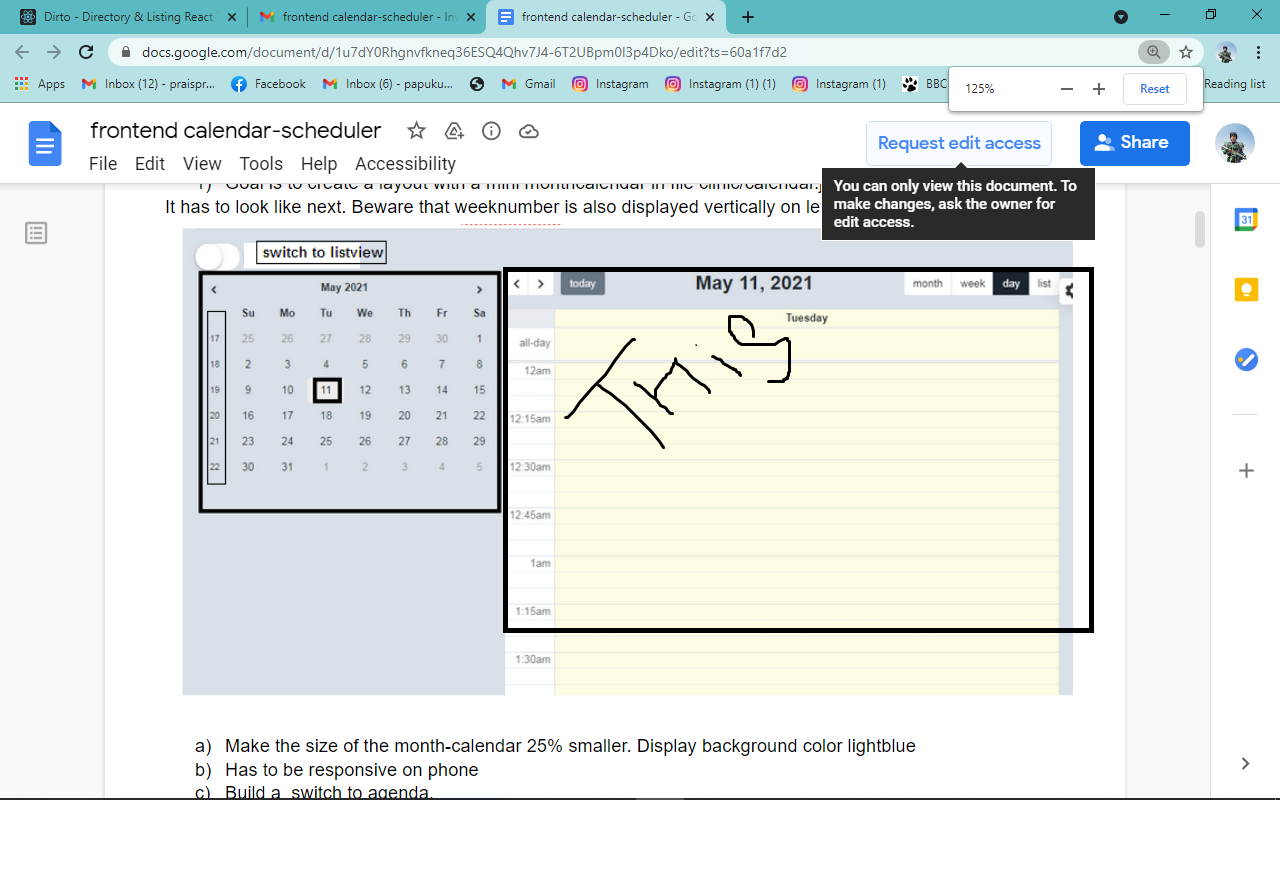 Dirto - Directory & Listing React
frontend calendar-scheduler - In
frontend calendar-scheduler - Go
docs.google.com/document/d/1u7dY0Rhgnvfkneq36ESQ4Qhv7J4-6T2UBpm0I3p4Dko/edit?ts=60a1f7d2
Apps
Inbox (12) - praispr...
Facebook
Inbox (6) - papuku...
Gmail
Instagram
Instagram (1) (1)
Instagram (1)
BBC
Reading list
125%
Reset
frontend calendar-scheduler
File Edit View Tools Help Accessibility
Request edit access
Share
You can only view this document. To
make changes, ask the owner for
edit access.
1) Goal is to create a layout with a mini monthcalendar in file clinic/calendar.j
It has to look like next. Beware that weeknumber is also displayed vertically on le
switch to listview
May 2021
Su Mo Tu We Th Fr Sa
17 25 26 27 28 29 30 1
18 2 3 4 5 6 7 8
19 9 10 11 12 13 14 15
20 16 17 18 19 20 21 22
21 23 24 25 26 27 28 29
22 30 31 1 2 3 4 5
today
May 11, 2021
month week day list
Tuesday
all-day
12am
12:15am
12:30am
12:45am
1am
1:15am
1:30am
This
31
a) Make the size of the month-calendar 25% smaller. Display background color lightblue
b) Has to be responsive on phone
c) Build a switch to agenda.